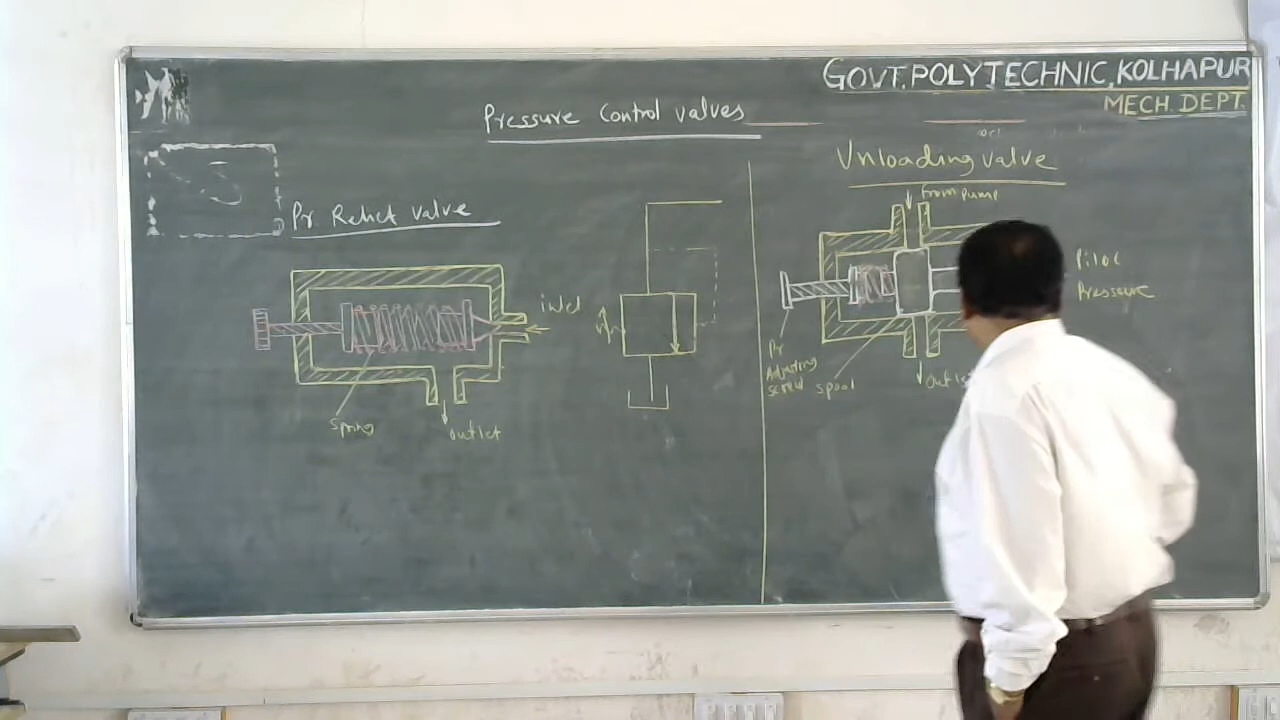 GOVT. POLYTECHNIC, KOLHAPUR
MECH. DEPT.
Pressure Control valves
Pr. Relief valve
inlet
spring
outlet
Unloading valve
from pump
Pilot
Pressure
Pr
Adjusting
screw
spool
outle